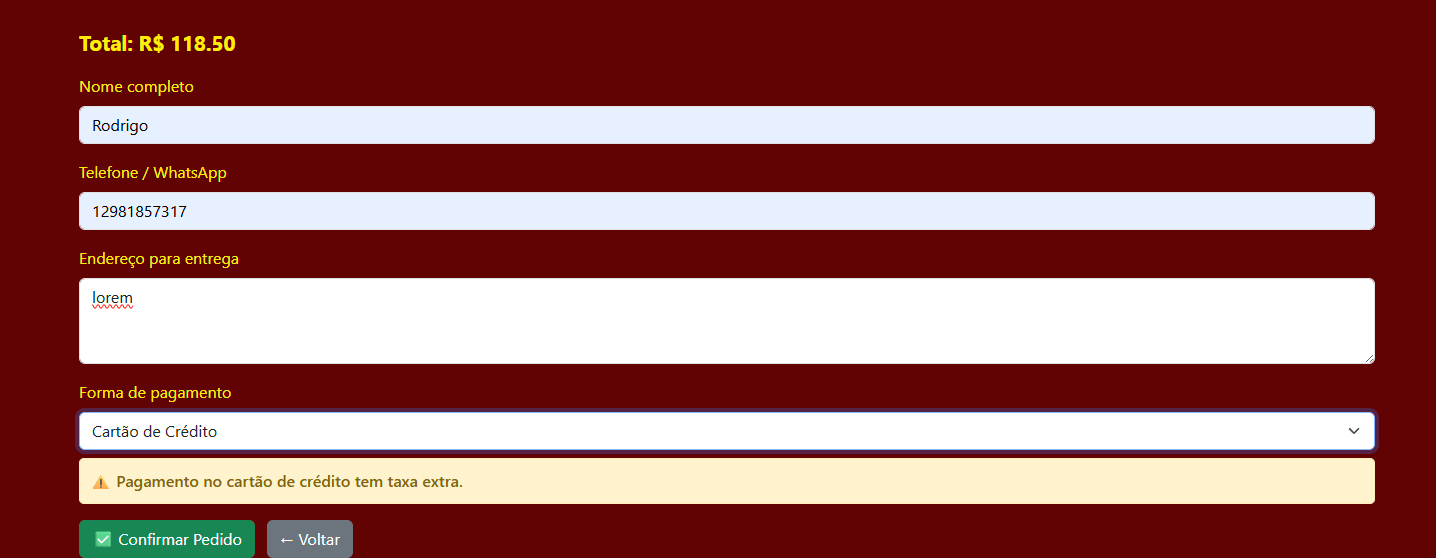 Total: R$ 118.50
Nome completo
Rodrigo
Telefone / WhatsApp
12981857317
Endereço para entrega
lorem
Forma de pagamento
Cartão de Crédito
⚠️ Pagamento no cartão de crédito tem taxa extra.
✅ Confirmar Pedido ← Voltar